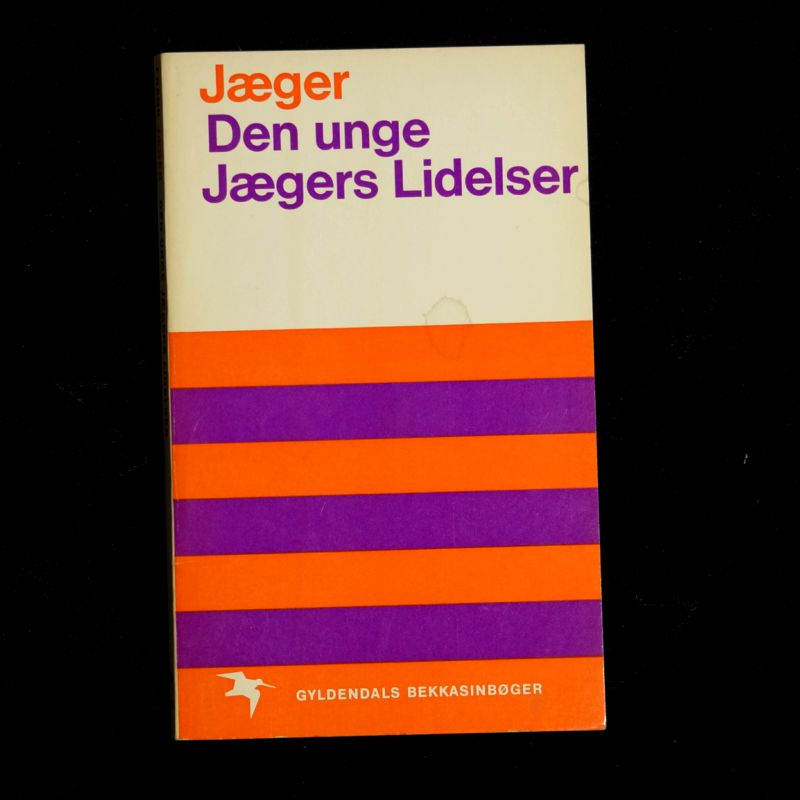 Jæger
Den unge
Jægers Lidelser
GYLDENDALS BEKKASINBØGER